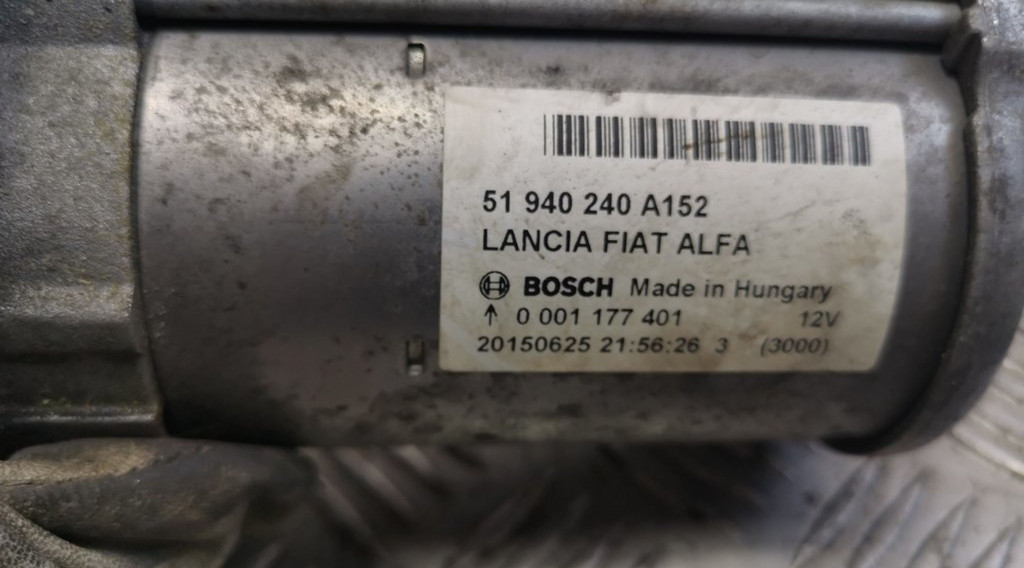 51 940 240 A152
LANCIA FIAT ALFA
BOSCH Made in Hungary
↑ 0 001 177 401 12V
20150625 21:56:26 3 (3000)